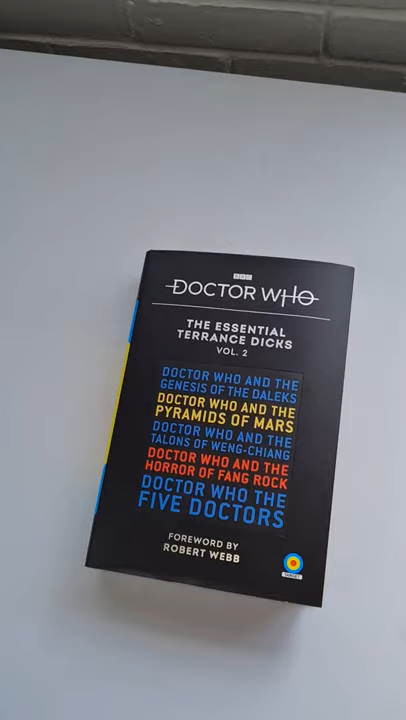 BBC
DOCTOR WHO
THE ESSENTIAL
TERRANCE DICKS
VOL. 2
DOCTOR WHO AND THE
GENESIS OF THE DALEKS
DOCTOR WHO AND THE
PYRAMIDS OF MARS
DOCTOR WHO AND THE
TALONS OF WENG-CHIANG
DOCTOR WHO AND THE
HORROR OF FANG ROCK
DOCTOR WHO THE
FIVE DOCTORS
FOREWORD BY
ROBERT WEBB
TARGET